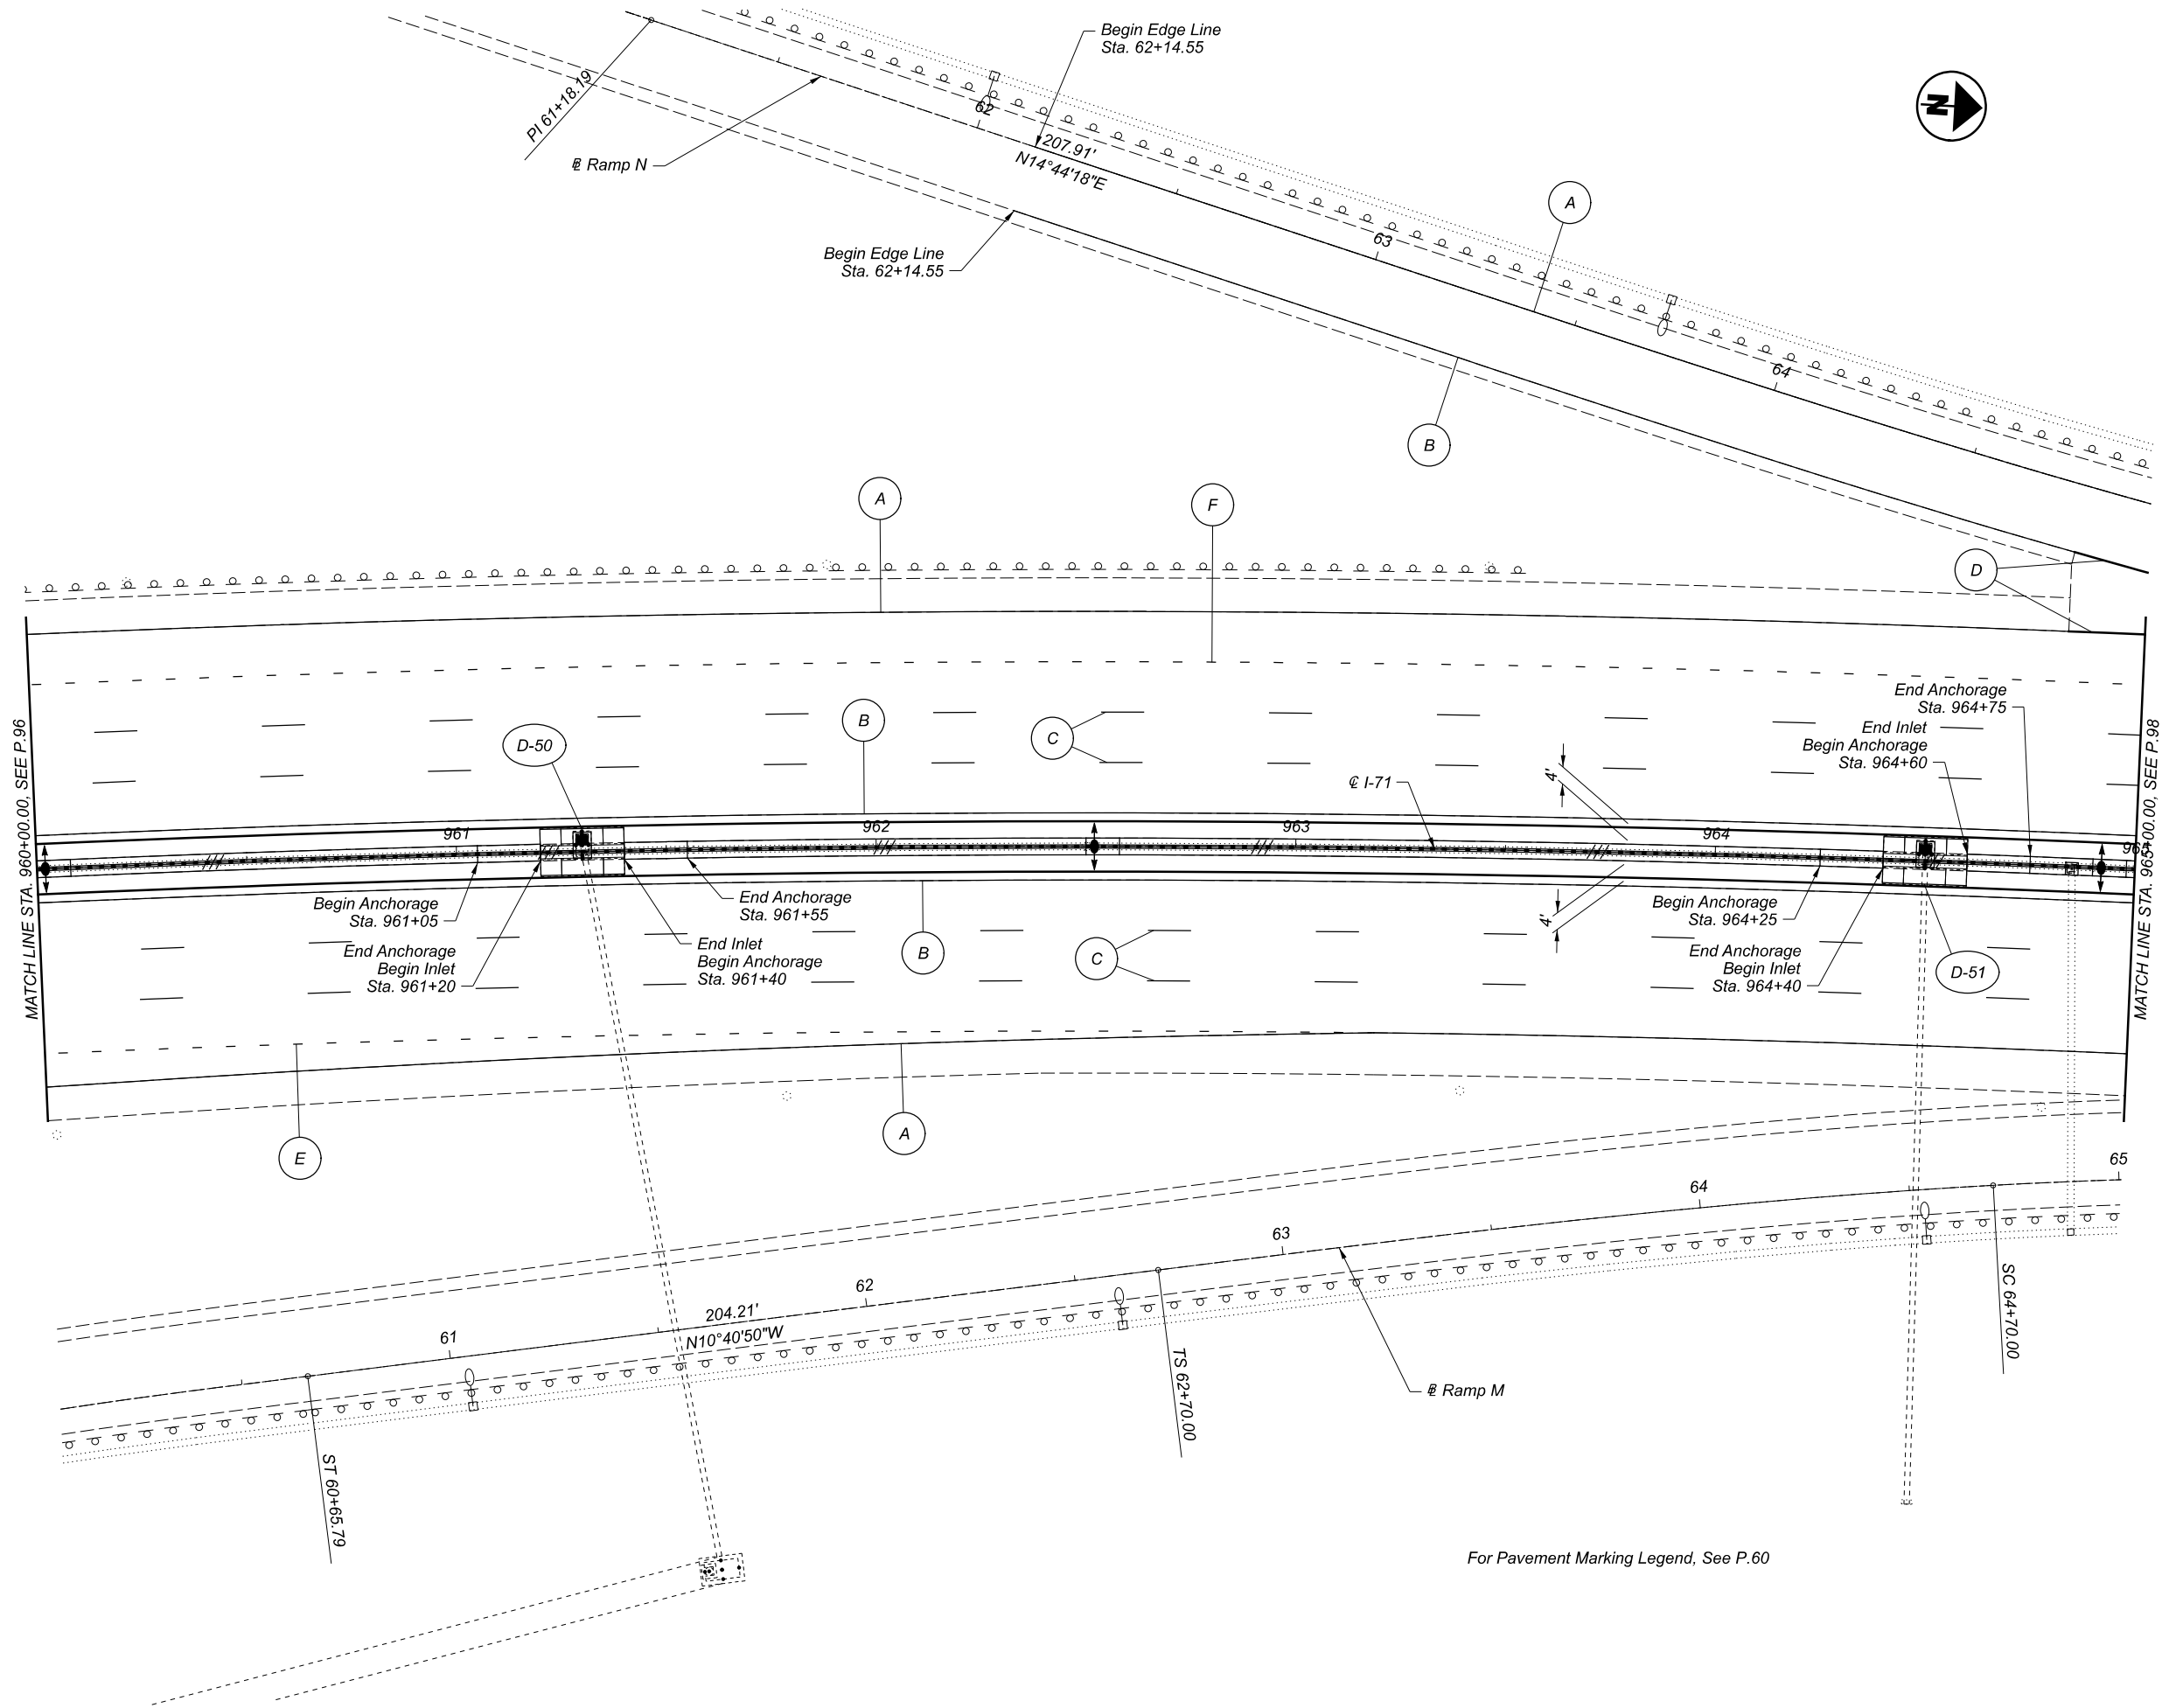 Begin Edge Line
Sta. 62+14.55
PI 61+18.19
N
62
207.91'
N14°44'18"E
℄ Ramp N
A
63
Begin Edge Line
Sta. 62+14.55
64
B
A
F
D
MATCH LINE STA. 960+00.00, SEE P.96
D-50
B
C
4'
℄ I-71
End Anchorage
Sta. 964+75
End Inlet
Begin Anchorage
Sta. 964+60
MATCH LINE STA. 965+00.00, SEE P.98
961
962
963
964
965
Begin Anchorage
Sta. 961+05
End Anchorage
Begin Inlet
Sta. 961+20
End Anchorage
Sta. 961+55
End Inlet
Begin Anchorage
Sta. 961+40
B
C
4'
Begin Anchorage
Sta. 964+25
End Anchorage
Begin Inlet
Sta. 964+40
D-51
E
A
65
64
63
62
61
204.21'
N10°40'50"W
ST 60+65.79
TS 62+70.00
SC 64+70.00
Ramp M
For Pavement Marking Legend, See P.60